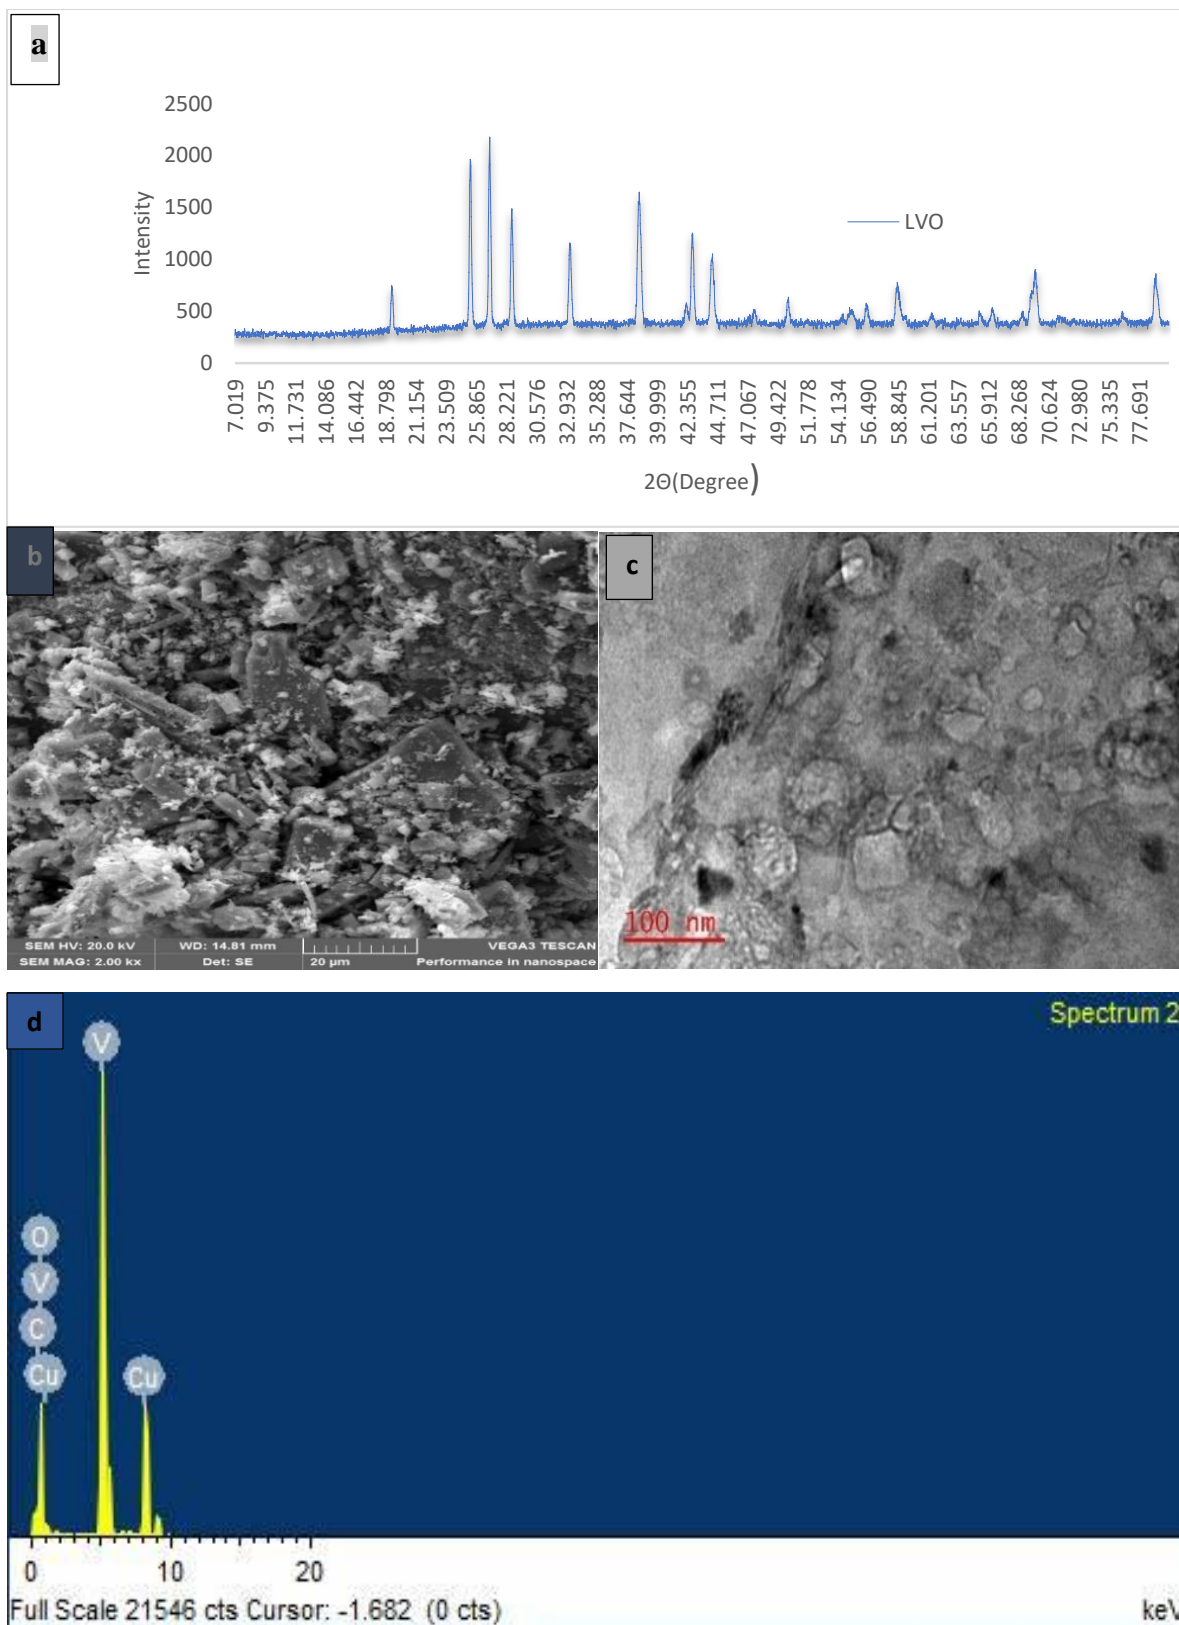 a
2500
2000
1500
1000
500
0
Intensity
LVO
7.019 9.375 11.731 14.086 16.442 18.798 21.154 23.509 25.865 28.221 30.576 32.932 35.288 37.644 39.999 42.355 44.711 47.067 49.422 51.778 54.134 56.490 58.845 61.201 63.557 65.912 68.268 70.624 72.980 75.335 77.691
2Θ(Degree)
b
SEM HV: 20.0 kV WD: 14.81 mm VEGA3 TESCAN
SEM MAG: 2.00 kx Det: SE 20 µm Performance in nanospace
c
100 nm
d
Spectrum 2
V
O
V
C
Cu
Cu
0 10 20
Full Scale 21546 cts Cursor: -1.682 (0 cts) keV